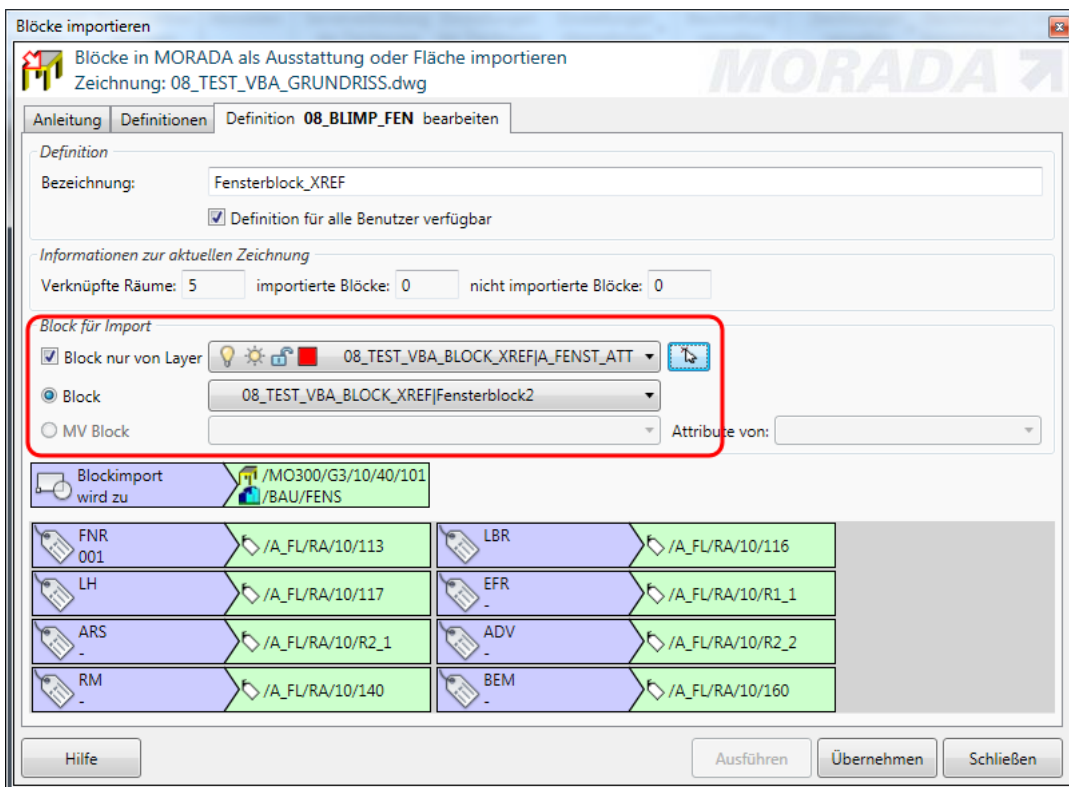 Blöcke importieren
Blöcke in MORADA als Ausstattung oder Fläche importieren
Zeichnung: 08_TEST_VBA_GRUNDRISS.dwg
MORADA
Anleitung Definitionen Definition 08_BLIMP_FEN bearbeiten
Definition
Bezeichnung: Fensterblock_XREF
Definition für alle Benutzer verfügbar
Informationen zur aktuellen Zeichnung
Verknüpfte Räume: 5 importierte Blöcke: 0 nicht importierte Blöcke: 0
Block für Import
Block nur von Layer 08_TEST_VBA_BLOCK_XREF|A_FENST_ATT
Block 08_TEST_VBA_BLOCK_XREF|Fensterblock2
MV Block Attribute von:
Blockimport /MO300/G3/10/40/101
wird zu /BAU/FENS
FNR LBR
001 /A_FL/RA/10/113 /A_FL/RA/10/116
LH /A_FL/RA/10/117 EFR - /A_FL/RA/10/R1_1
ARS - /A_FL/RA/10/R2_1 ADV - /A_FL/RA/10/R2_2
RM - /A_FL/RA/10/140 BEM - /A_FL/RA/10/160
Hilfe Ausführen Übernehmen Schließen